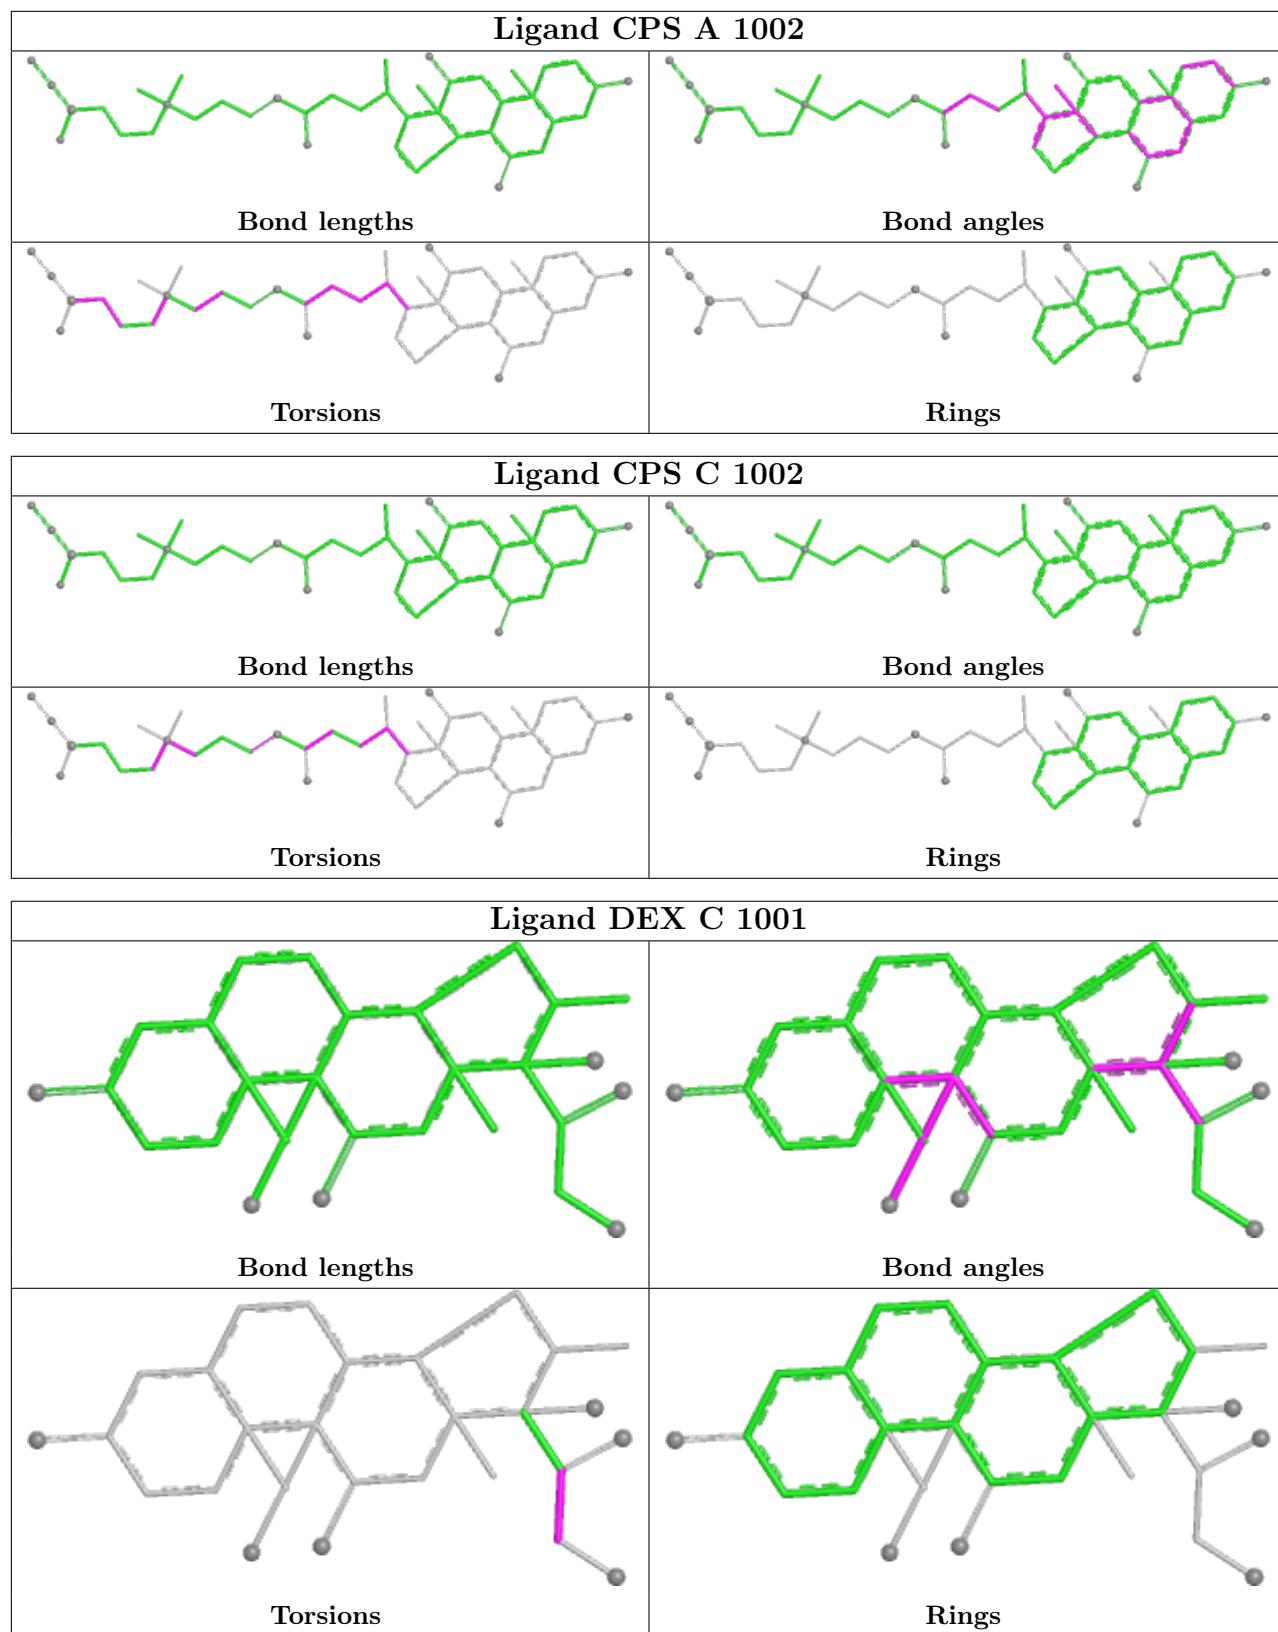 Ligand CPS A 1002
Bond lengths
Bond angles
Torsions
Rings
Ligand CPS C 1002
Bond lengths
Bond angles
Torsions
Rings
Ligand DEX C 1001
Bond lengths
Bond angles
Torsions
Rings